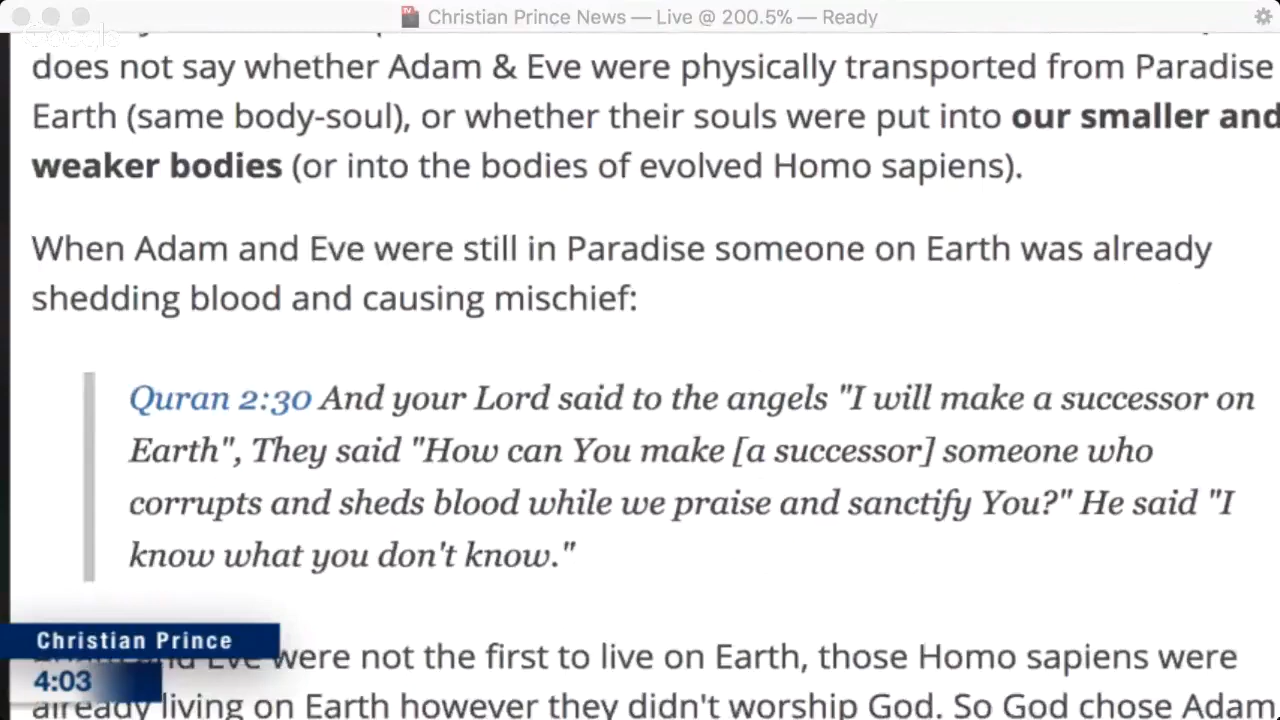 Christian Prince News — Live @ 200.5% — Ready
Google
does not say whether Adam & Eve were physically transported from Paradise
Earth (same body-soul), or whether their souls were put into our smaller and
weaker bodies (or into the bodies of evolved Homo sapiens).
When Adam and Eve were still in Paradise someone on Earth was already
shedding blood and causing mischief:
Quran 2:30 And your Lord said to the angels "I will make a successor on
Earth", They said "How can You make [a successor] someone who
corrupts and sheds blood while we praise and sanctify You?" He said "I
know what you don't know."
Christian Prince
and Eve were not the first to live on Earth, those Homo sapiens were
4:03
already living on Earth however they didn't worship God. So God chose Adam